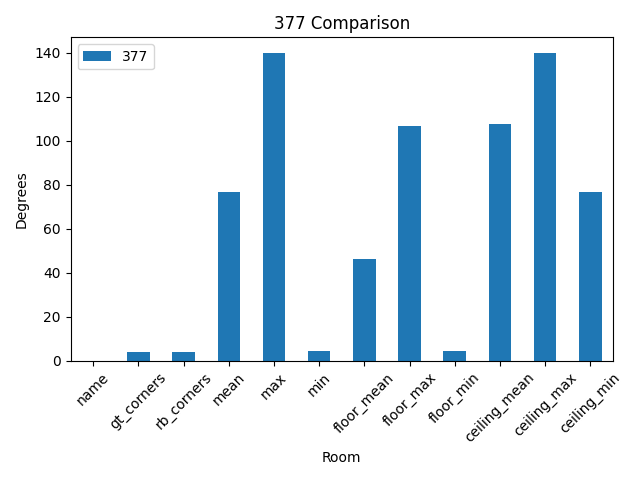 377 Comparison
377
Degrees
140
120
100
80
60
40
20
0
name
gt_corners
rb_corners
mean
max
min
floor_mean
floor_max
floor_min
ceiling_mean
ceiling_max
ceiling_min
Room